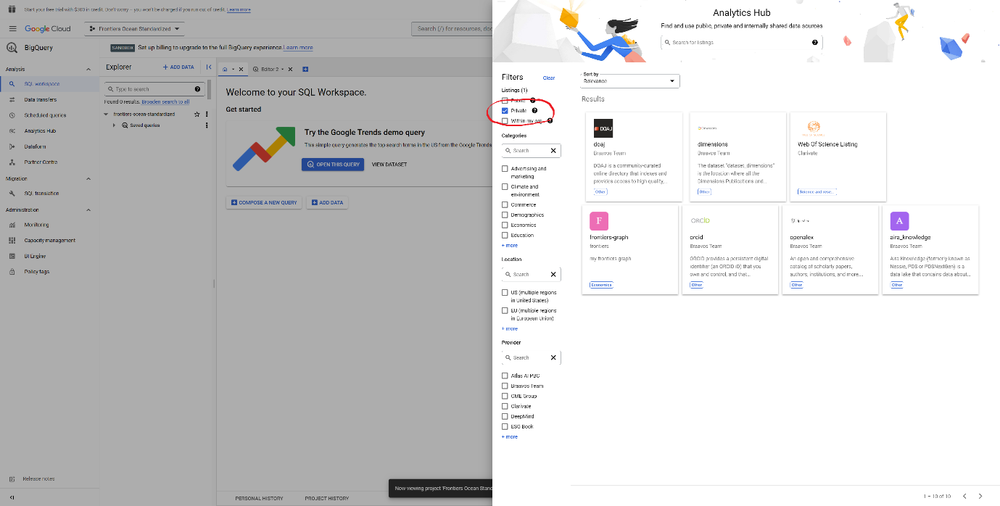 Start your free trial with $300 in credit. Don't worry – you won't be charged if you run out of credit. Learn more
Google Cloud
Frontiers Ocean Standardized
Search (/) for resources, doc
BigQuery
SANDBOX Set up billing to upgrade to the full BigQuery experience. Learn more
Analysis
SQL workspace
Data transfers
Scheduled queries
Analytics Hub
Dataform
Partner Centre
Migration
SQL translation
Administration
Monitoring
Capacity management
BI Engine
Policy tags
Release notes
Explorer
+ ADD DATA
Type to search
Found 0 results. Broaden search to all
frontiers-ocean-standardized
Saved queries
Editor 2
Welcome to your SQL Workspace.
Get started
Try the Google Trends demo query
This simple query generates the top search terms in the US from the Google Trends
OPEN THIS QUERY
VIEW DATASET
COMPOSE A NEW QUERY
ADD DATA
Now viewing project 'Frontiers Ocean Stand
PERSONAL HISTORY
PROJECT HISTORY
Analytics Hub
Find and use public, private and internally shared data sources
Search for listings
Filters
Clear
Listings (1)
Public
Private
Within my pro
Categories
Search
Advertising and
marketing
Climate and
environment
Commerce
Demographics
Economics
Education
+ more
Location
Search
US (multiple regions
in United States)
EU (multiple regions
in European Union)
+ more
Provider
Search
Atlas AI PBC
Braavos Team
CME Group
Clarivate
DeepMind
ESG Book
+ more
Sort by
Relevance
Results
DOAJ
doaj
Braavos Team
DOAJ is a community-curated
online directory that indexes and
provides access to high quality,...
Other
Dimensions
dimensions
Braavos Team
The dataset "dataset_dimensions"
is the location where all the
Dimensions Publications and...
Other
Web Of Science Listing
Clarivate
Science and rese...
F
frontiers-graph
frontiers
my frontiers graph
Economics
ORCID
orcid
Braavos Team
ORCID provides a persistent digital
identifier (an ORCID iD) that you
own and control, and that...
Other
OpenAlex
openalex
Braavos Team
An open and comprehensive
catalog of scholarly papers,
authors, institutions, and more....
Other
A
aira_knowledge
Braavos Team
Aira Knowledge (formerly known as
Nessie, PDS or PDSNextGen) is a
data lake that contains data about...
Other
1 – 10 of 10